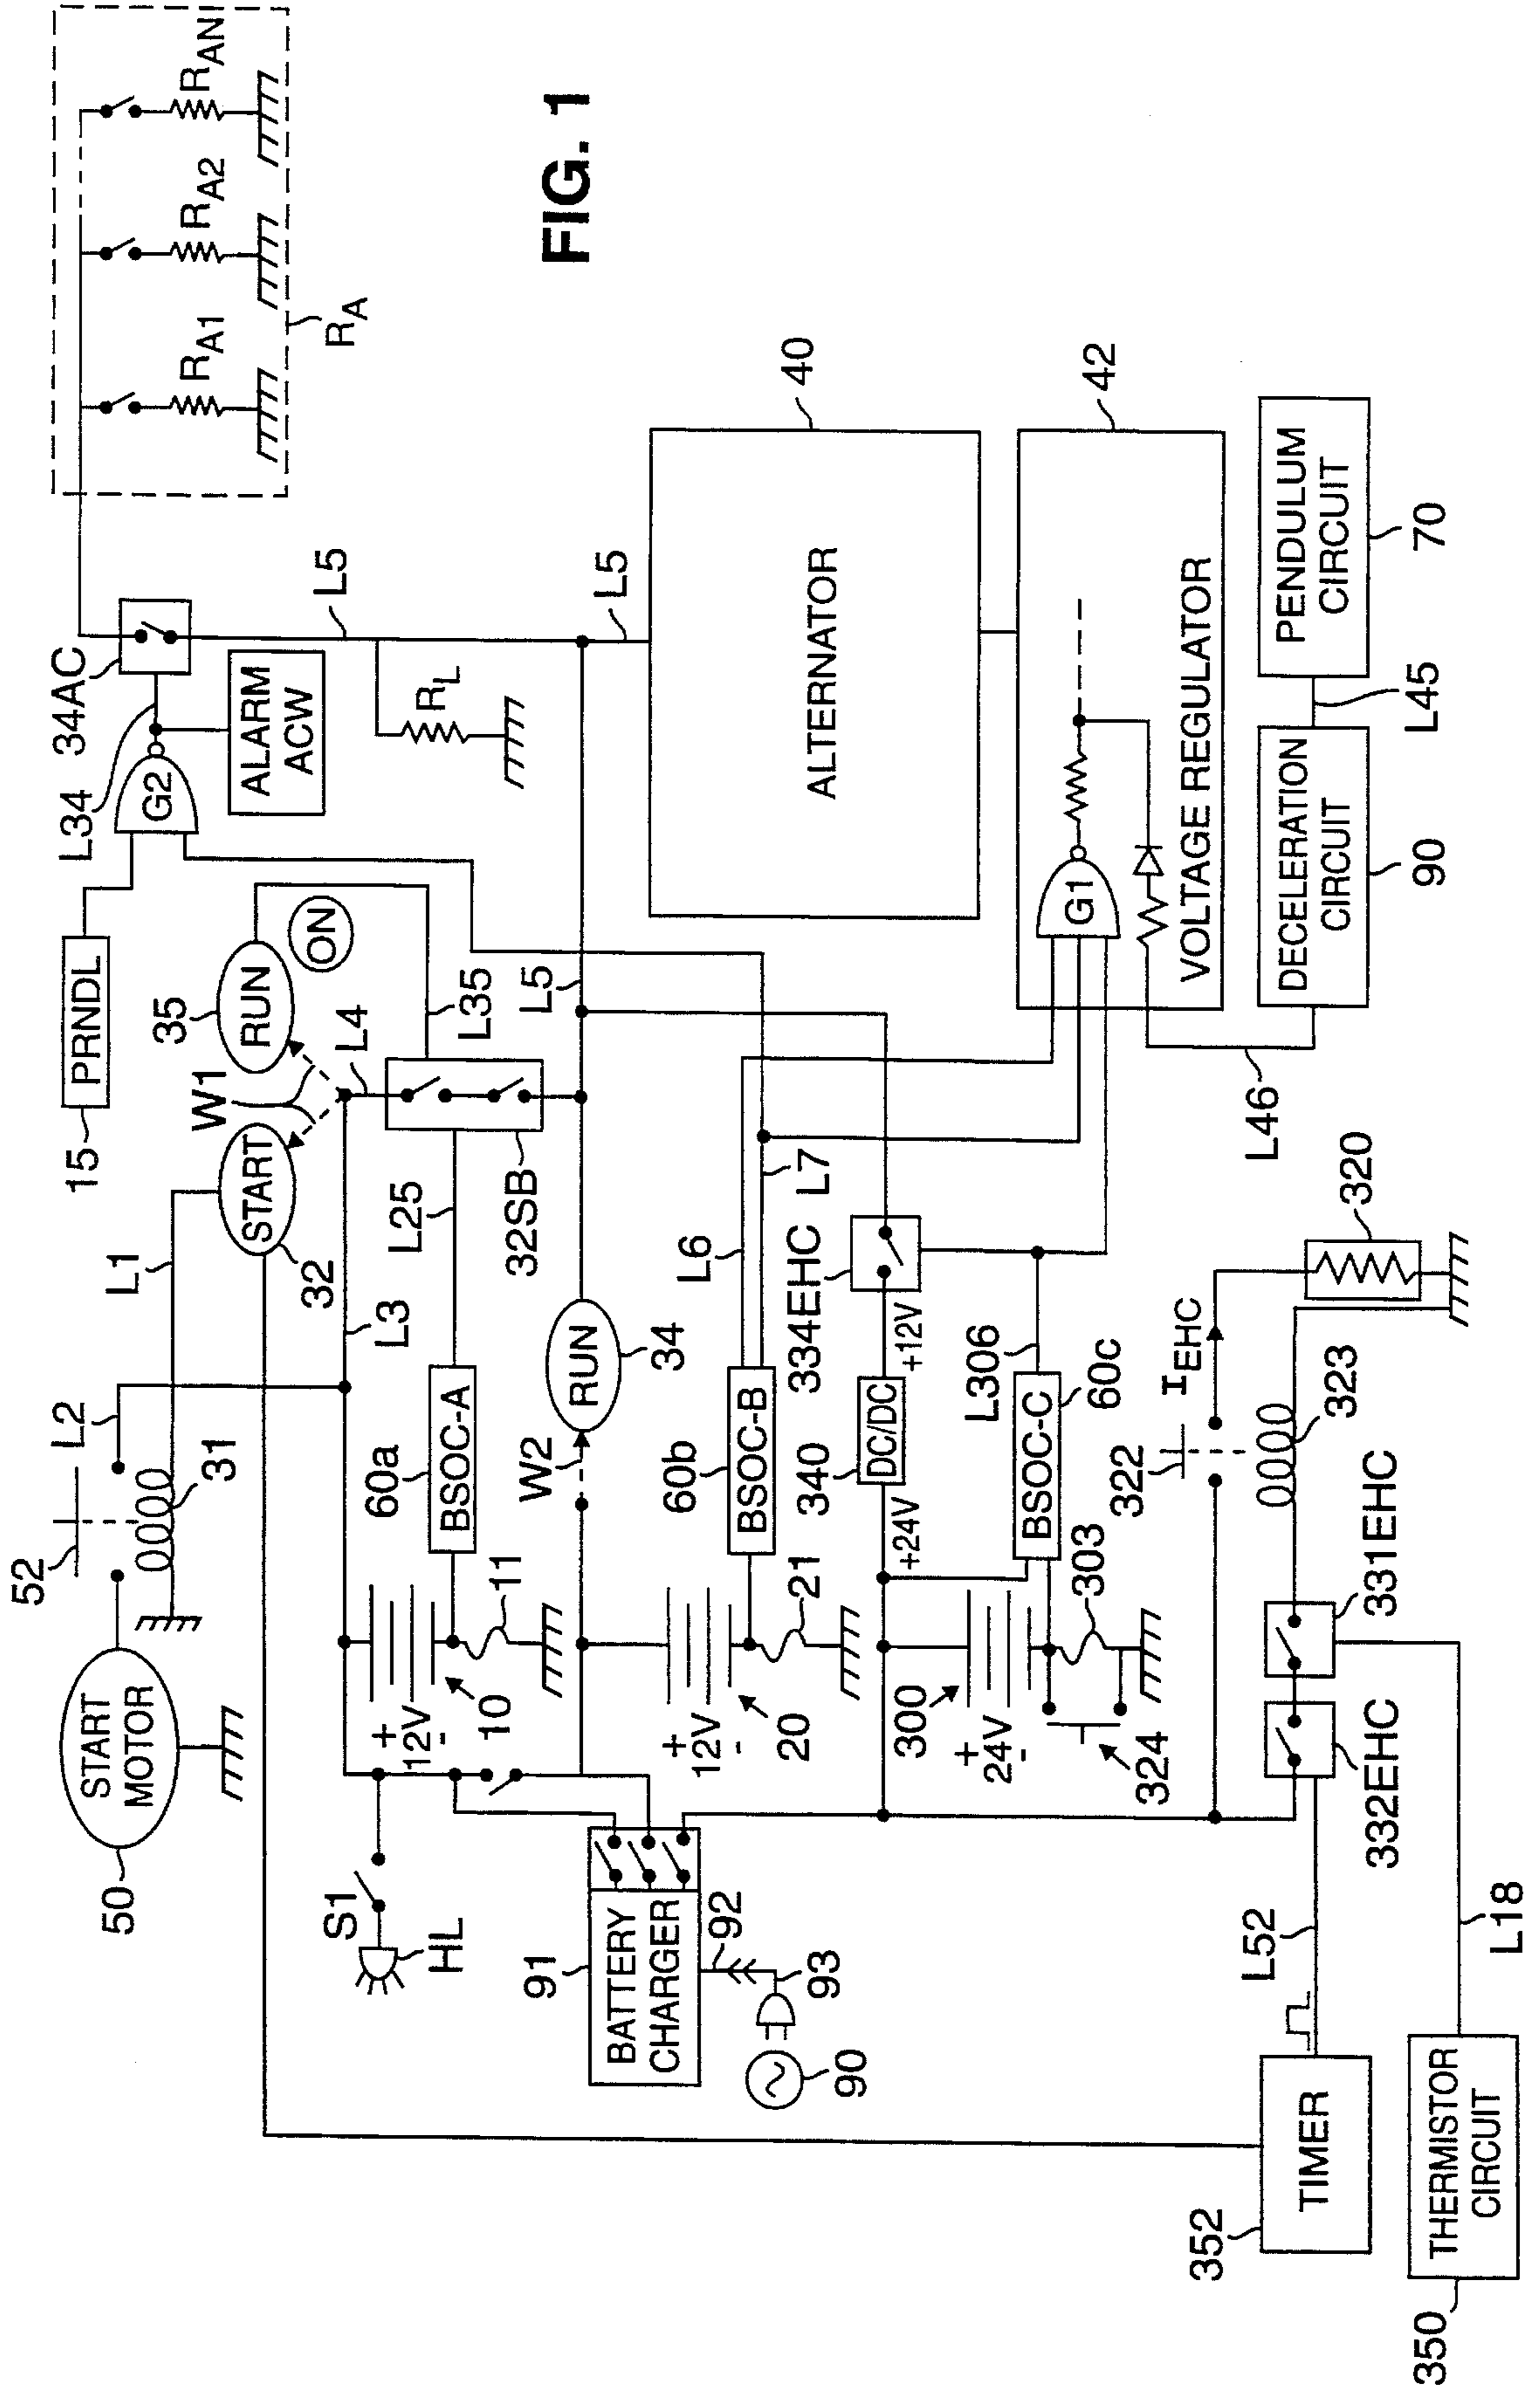 FIG. 1
50
START
MOTOR
52
L2
31
L1
32
START
W1
15
PRNDL
35
RUN
ON
L34
G2
34AC
L34
ALARM
ACW
L5
RA1
RA2
RAN
RA
S1
HL
L3
L4
L35
+
12V
-
10
11
60a
BSOC-A
L25
32SB
W2
RUN
34
L5
RL
L5
91
BATTERY
CHARGER
92
93
90
+
12V
-
20
21
60b
BSOC-B
L6
L7
ALTERNATOR
40
340
DC/DC
+24V
+12V
334EHC
300
+
24V
-
303
324
BSOC-C
60c
L306
G1
VOLTAGE REGULATOR
42
322
IEHC
323
320
L46
DECELERATION
CIRCUIT
90
L45
PENDULUM
CIRCUIT
70
332EHC
331EHC
352
TIMER
L52
350
THERMISTOR
CIRCUIT
L18